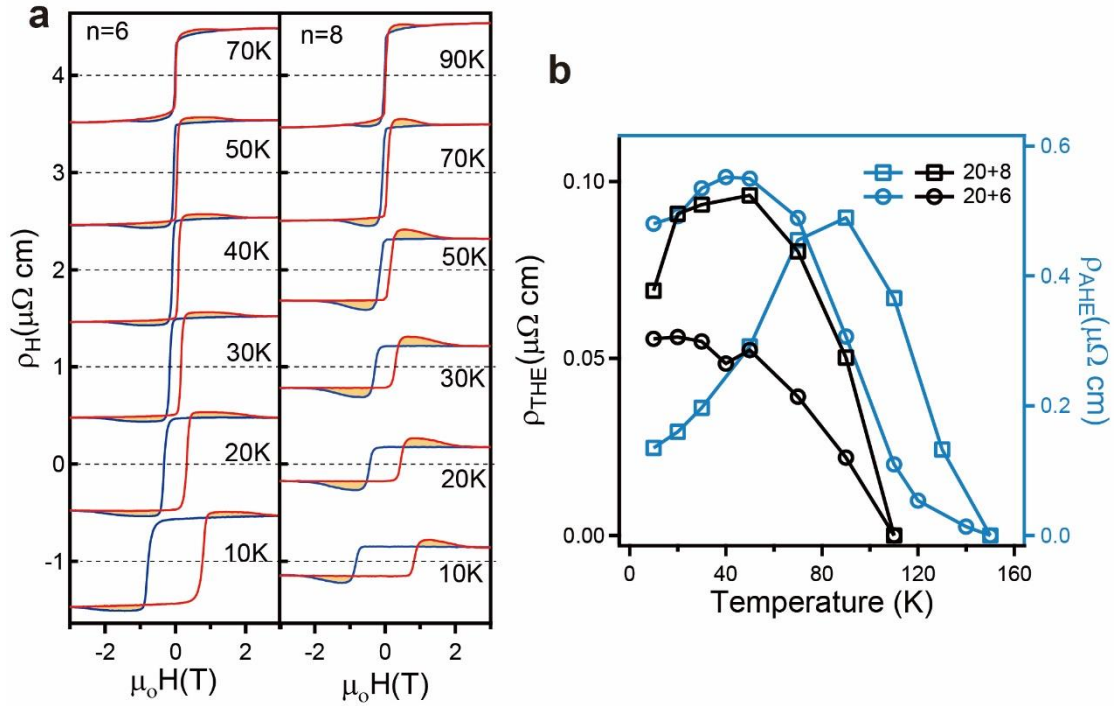 a
n=6
70K
50K
40K
30K
20K
10K
n=8
90K
70K
50K
30K
20K
10K
4
3
2
1
0
-1
ρH(μΩ cm)
-2 0 2
-2 0 2
μoH(T)
μoH(T)
b
0.10
0.05
0.00
ρTHE(μΩ cm)
20+8
20+6
0.6
0.4
0.2
0.0
ρAHE(μΩ cm)
0 40 80 120 160
Temperature (K)